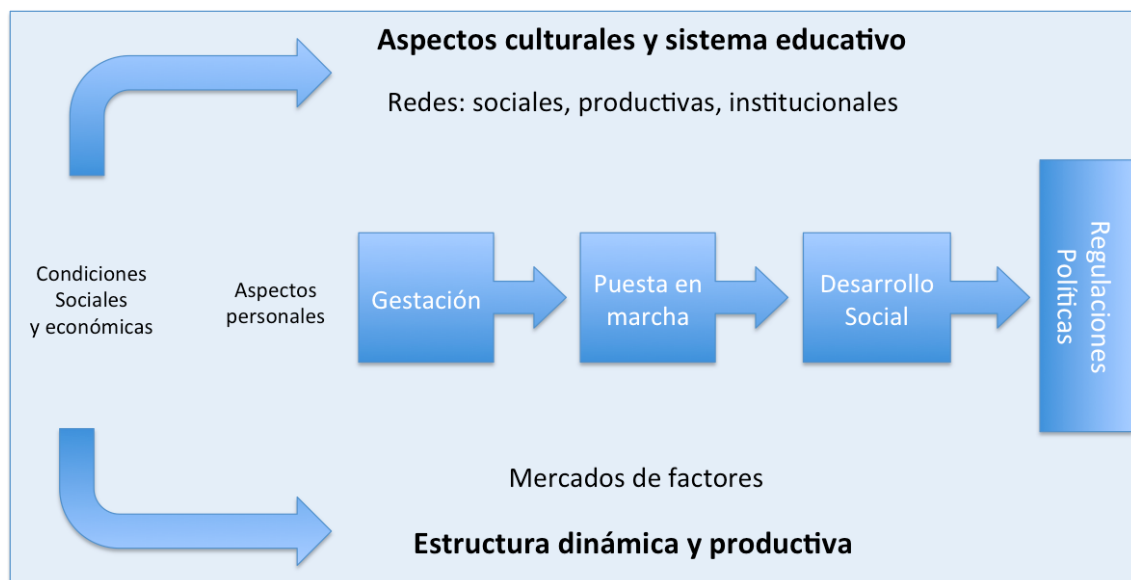 Aspectos culturales y sistema educativo
Redes: sociales, productivas, institucionales
Condiciones
Sociales
y económicas
Aspectos
personales
Gestación
Puesta en
marcha
Desarrollo
Social
Regulaciones
Políticas
Mercados de factores
Estructura dinámica y productiva